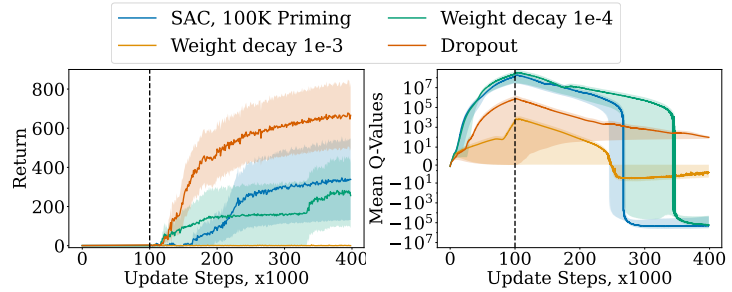 SAC, 100K Priming
Weight decay 1e-3
Weight decay 1e-4
Dropout
Return
800
600
400
200
0
0 100 200 300 400
Update Steps, x1000
Mean Q-Values
10^7
10^5
10^3
10^1
0
−10^1
−10^3
−10^5
−10^7
0 100 200 300 400
Update Steps, x1000